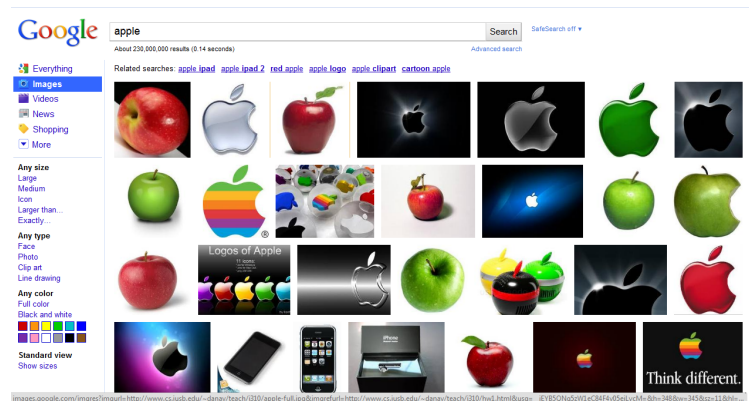 Google
apple
Search
SafeSearch off ▼
About 230,000,000 results (0.14 seconds)
Advanced search
Everything
Images
Videos
News
Shopping
More
Any size
Large
Medium
Icon
Larger than...
Exactly...
Any type
Face
Photo
Clip art
Line drawing
Any color
Full color
Black and white
Standard view
Show sizes
Related searches: apple ipad apple ipad 2 red apple apple logo apple clipart cartoon apple
®
Logos of Apple
11 icons:
iPhone
Think different.